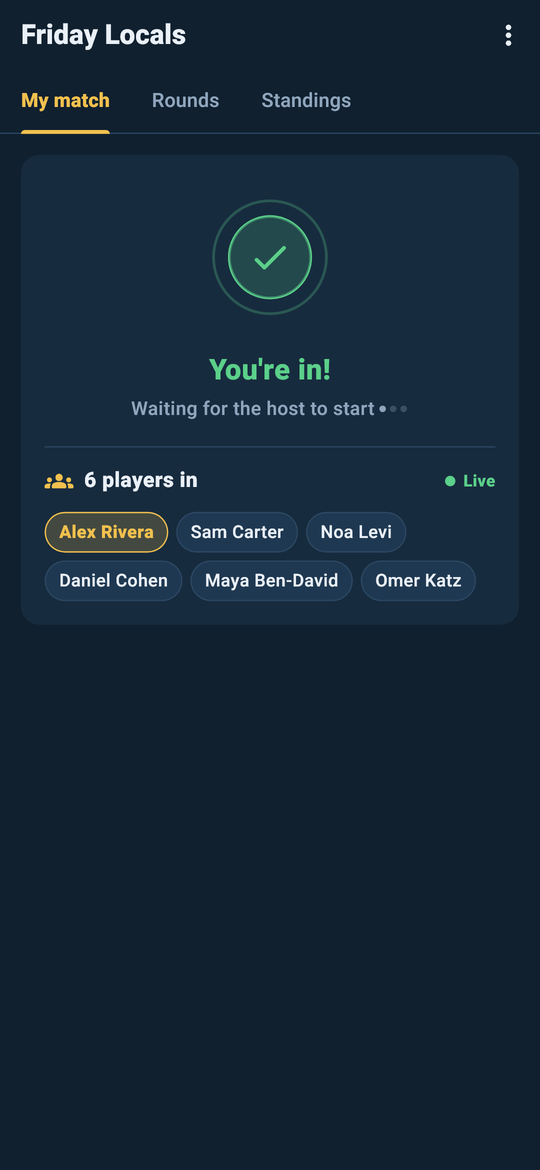 Friday Locals
My match Rounds Standings
You're in!
Waiting for the host to start
6 players in Live
Alex Rivera Sam Carter Noa Levi
Daniel Cohen Maya Ben-David Omer Katz